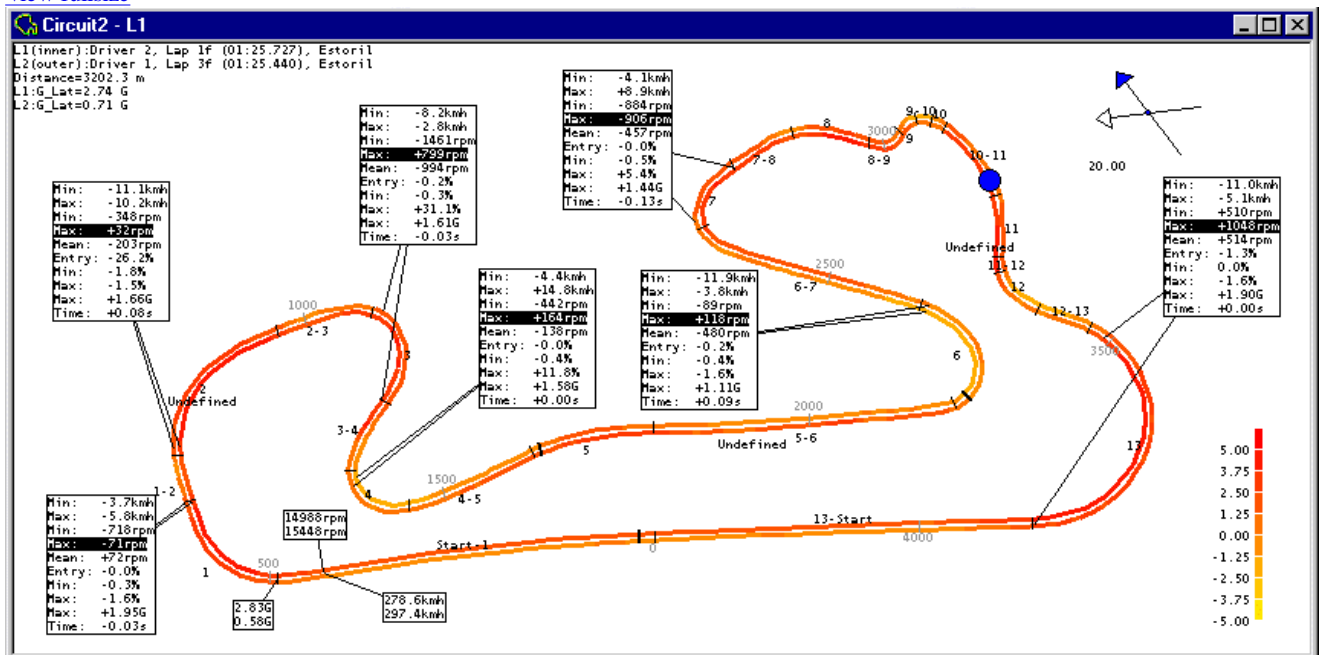 Circuit2 - L1
L1(inner):Driver 2, Lap 1f (01:25.727), Estoril
L2(outer):Driver 1, Lap 3f (01:25.440), Estoril
Distance=3202.3 m
L1:G_Lat=2.74 G
L2:G_Lat=0.71 G
Min: -8.2kmh
Max: -2.8kmh
Min: -1461rpm
Max: +799rpm
Mean: -994rpm
Entry: -0.2%
Min: -0.3%
Max: +31.1%
Max: +1.61G
Time: -0.03s
Min: -4.1kmh
Max: +8.9kmh
Min: -884rpm
Max: -906rpm
Mean: -457rpm
Entry: -0.0%
Min: -0.5%
Max: +5.4%
Max: +1.44G
Time: -0.13s
Min: -11.1kmh
Max: -10.2kmh
Min: -348rpm
Max: +32rpm
Mean: -203rpm
Entry: -26.2%
Min: -1.8%
Max: -1.5%
Max: +1.66G
Time: +0.08s
Min: -4.4kmh
Max: +14.8kmh
Min: -442rpm
Max: +164rpm
Mean: -138rpm
Entry: -0.0%
Min: -0.4%
Max: +11.8%
Max: +1.58G
Time: +0.00s
Min: -11.9kmh
Max: -3.8kmh
Min: -89rpm
Max: +118rpm
Mean: -480rpm
Entry: -0.2%
Min: -0.4%
Max: -1.6%
Max: +1.11G
Time: +0.09s
Min: -11.0kmh
Max: -5.1kmh
Min: +510rpm
Max: +1048rpm
Mean: +514rpm
Entry: -1.3%
Min: 0.0%
Max: -1.6%
Max: +1.90G
Time: +0.00s
Min: -3.7kmh
Max: -5.8kmh
Min: -718rpm
Max: -71rpm
Mean: +72rpm
Entry: -0.0%
Min: -0.3%
Max: -1.6%
Max: +1.95G
Time: -0.03s
20.00
7-8
8
3000
8-9
9
9-10
10
10-11
11
Undefined
11-12
12
12-13
3500
13
7
2500
6-7
6
1000
2-3
3
2
Undefined
3-4
4
1500
4-5
5
2000
5-6
Undefined
1-2
1
500
Start-1
0
13-Start
4000
14988rpm
15448rpm
2.83G
0.58G
278.6kmh
297.4kmh
5.00
3.75
2.50
1.25
0.00
-1.25
-2.50
-3.75
-5.00